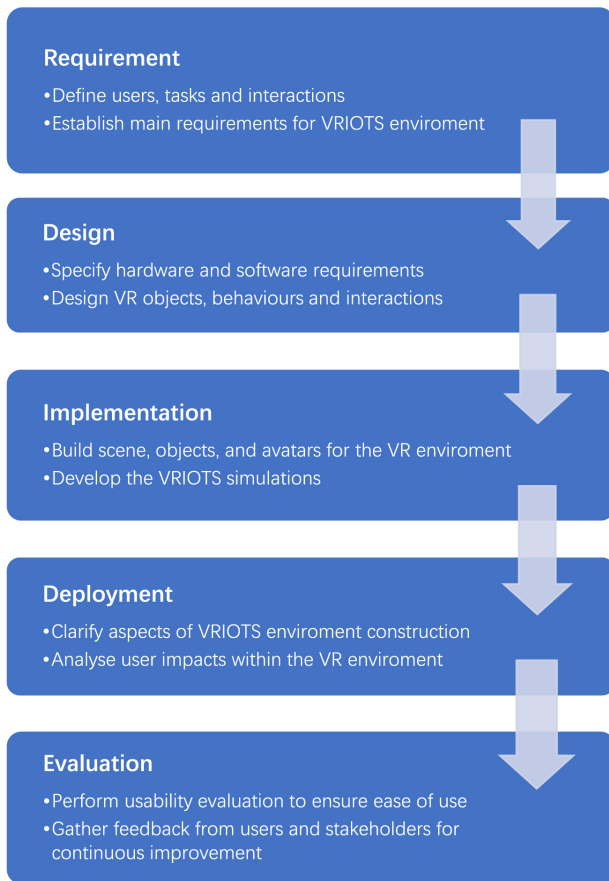 Requirement
•Define users, tasks and interactions
•Establish main requirements for VRIOTS enviroment
Design
•Specify hardware and software requirements
•Design VR objects, behaviours and interactions
Implementation
•Build scene, objects, and avatars for the VR enviroment
•Develop the VRIOTS simulations
Deployment
•Clarify aspects of VRIOTS enviroment construction
•Analyse user impacts within the VR enviroment
Evaluation
•Perform usability evaluation to ensure ease of use
•Gather feedback from users and stakeholders for
continuous improvement